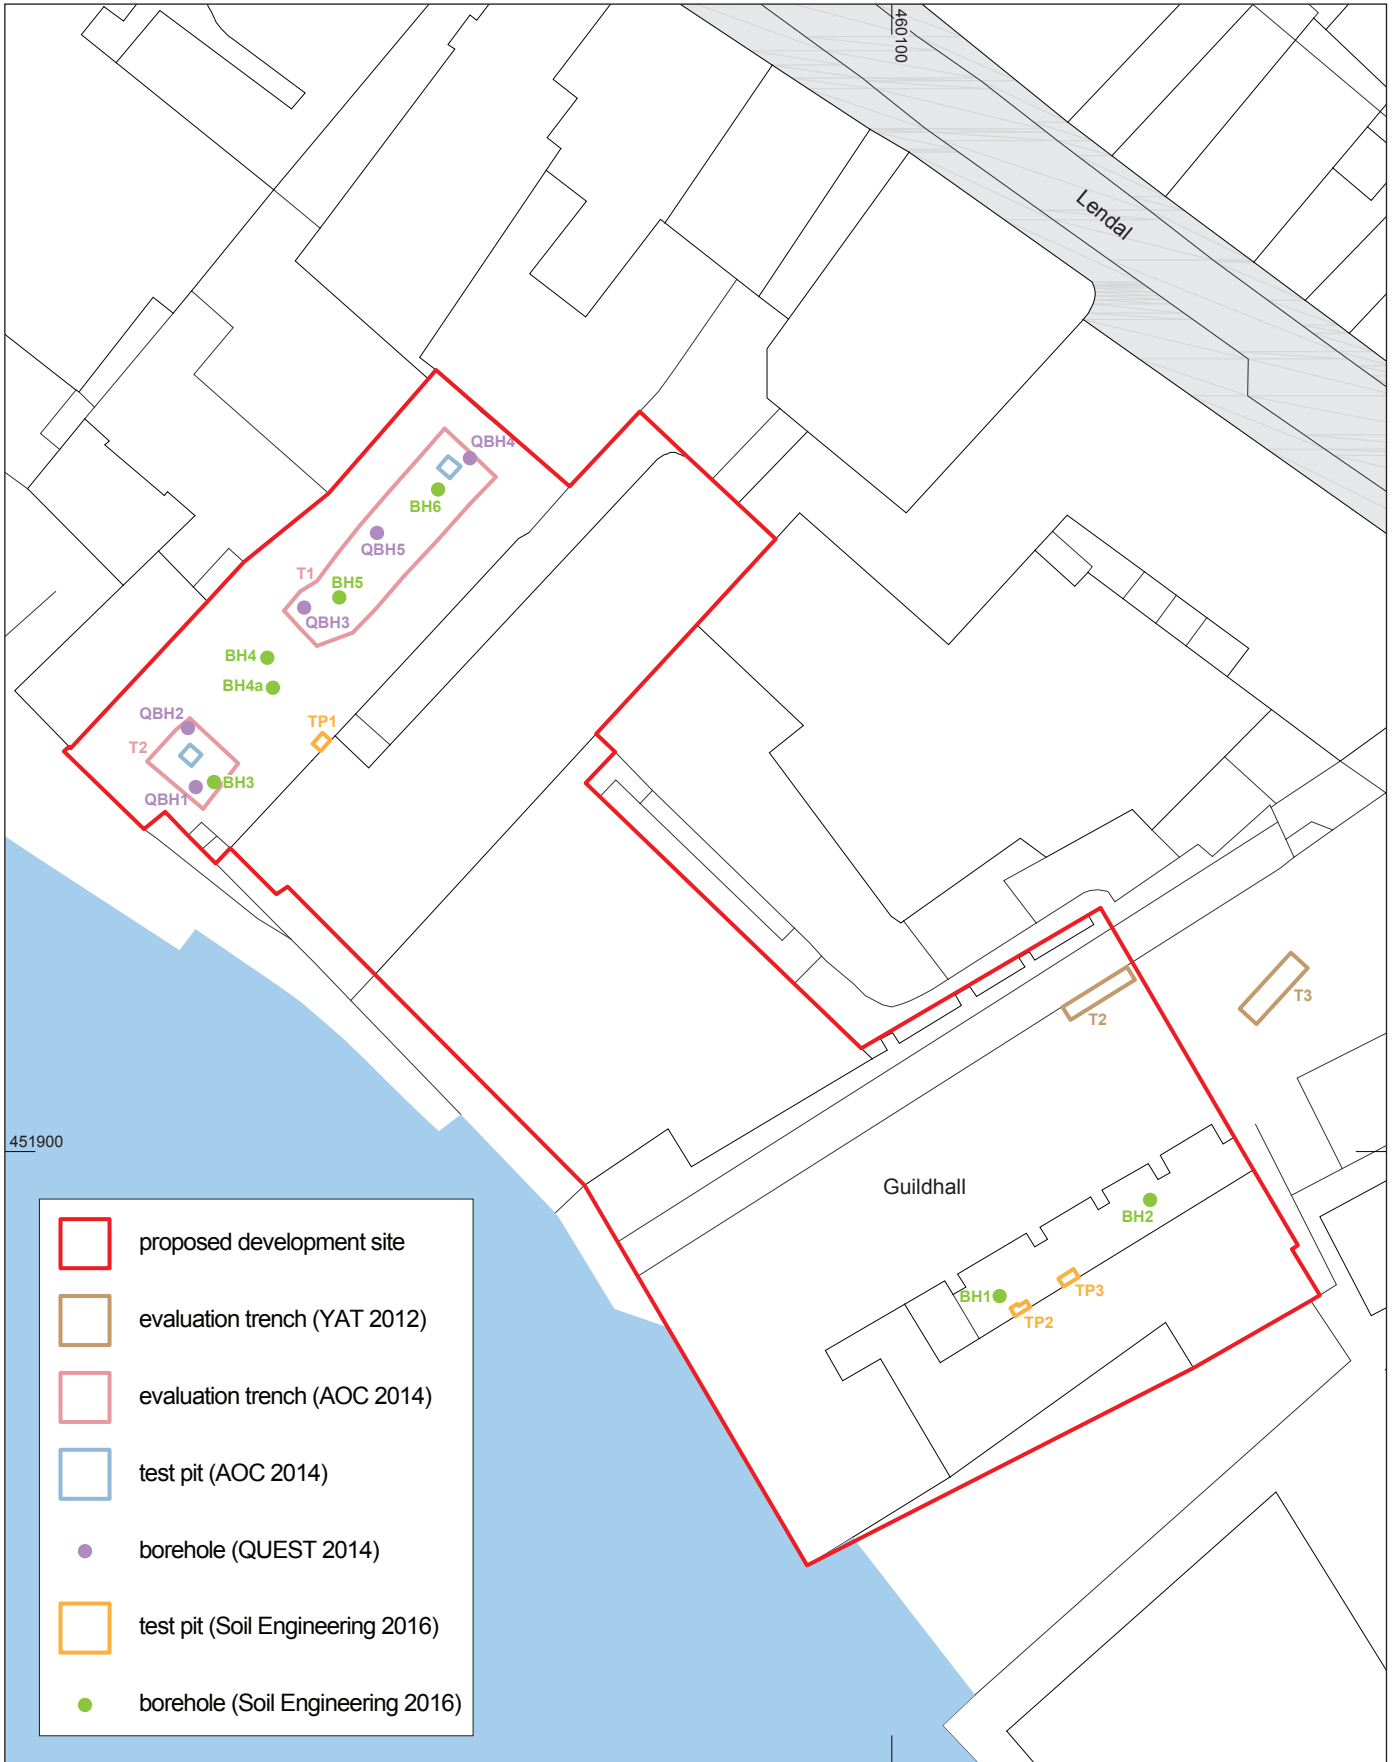 460100
Lendal
QBH4
BH6
QBH5
T1
BH5
QBH3
BH4
BH4a
QBH2
TP1
T2
BH3
QBH1
T3
T2
451900
Guildhall
BH2
TP3
BH1
TP2
proposed development site
evaluation trench (YAT 2012)
evaluation trench (AOC 2014)
test pit (AOC 2014)
borehole (QUEST 2014)
test pit (Soil Engineering 2016)
borehole (Soil Engineering 2016)